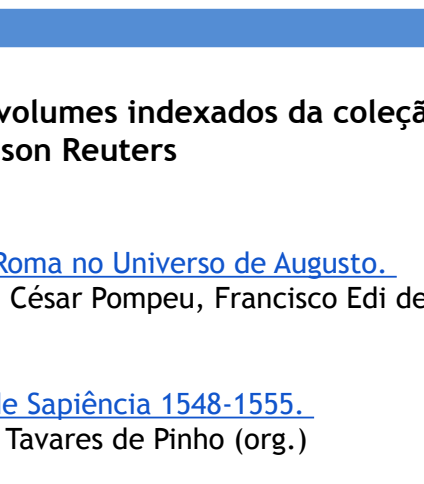 volumes indexados da coleçã
son Reuters
Roma no Universo de Augusto.
César Pompeu, Francisco Edi de
de Sapiência 1548-1555.
Tavares de Pinho (org.)